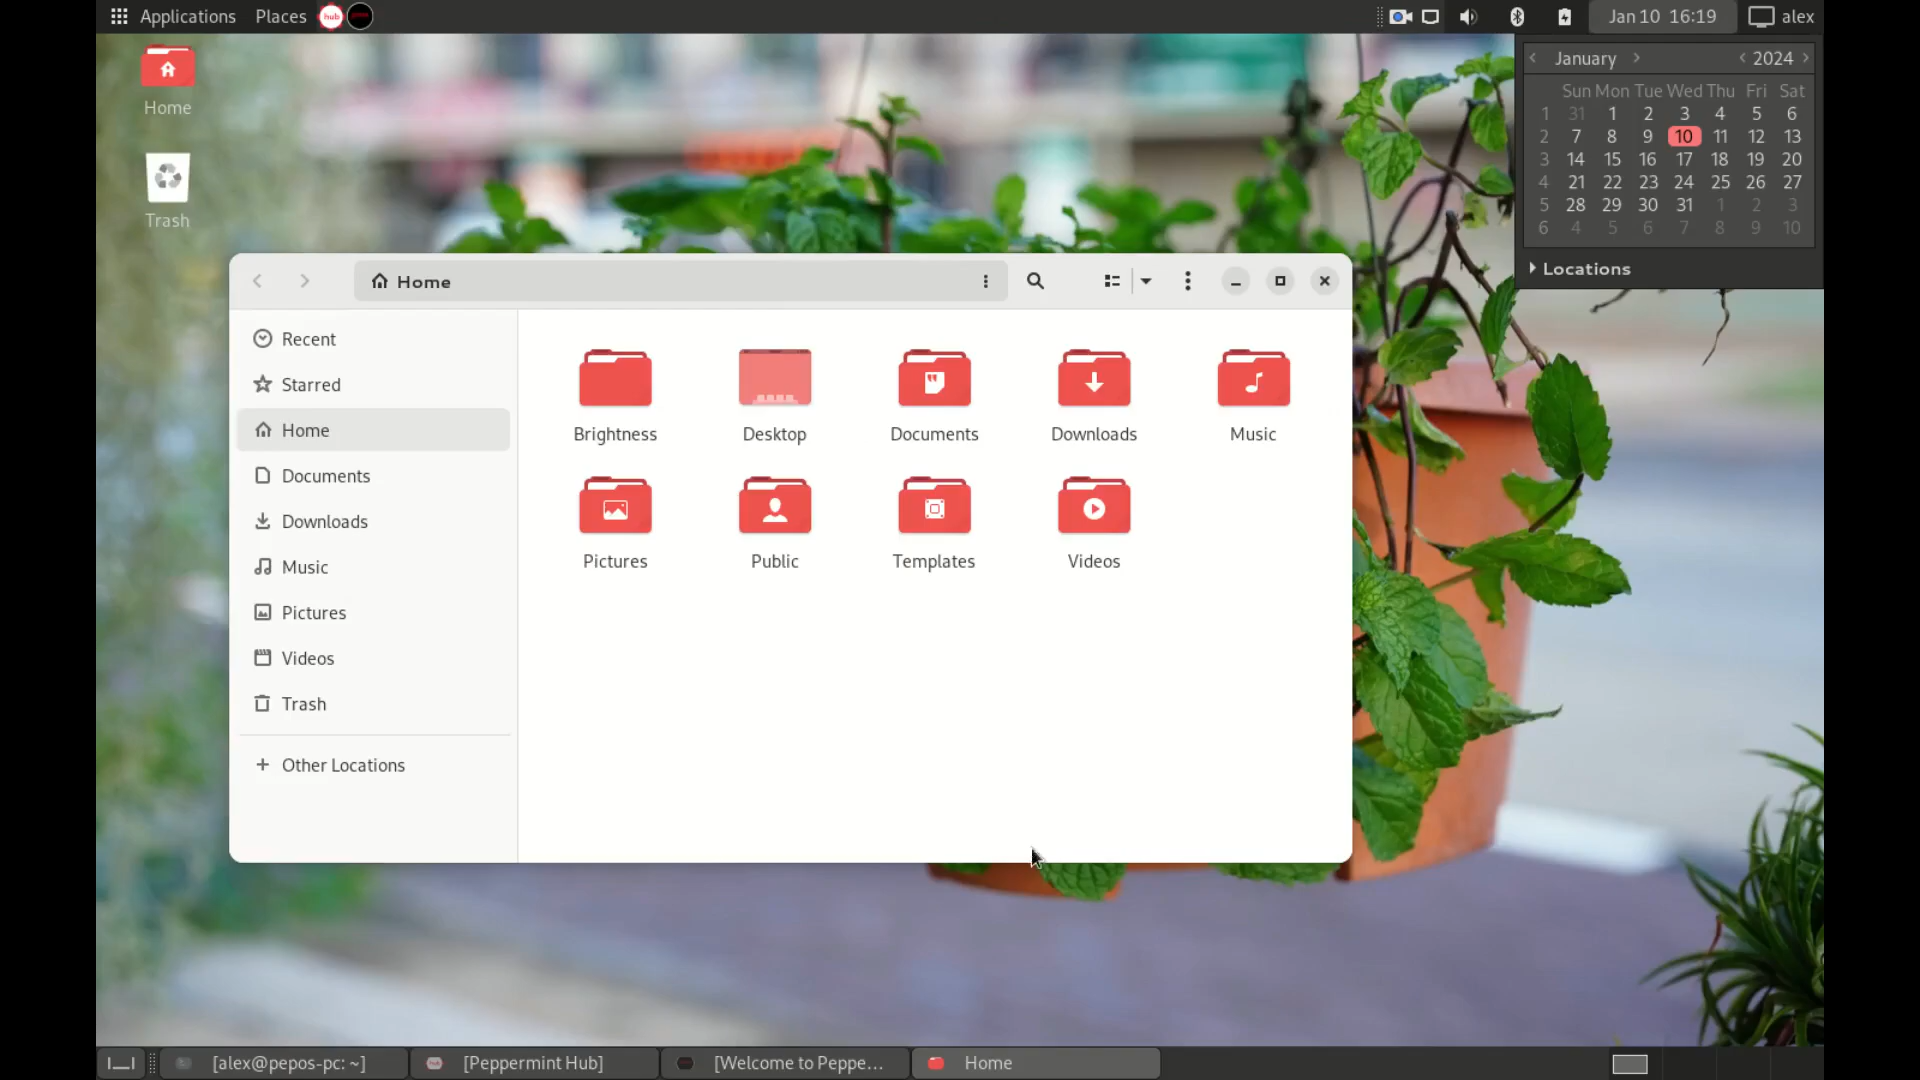 Applications Places hub Jan 10 16:19 alex
Home
Trash
January 2024
Sun Mon Tue Wed Thu Fri Sat
1 31 1 2 3 4 5 6
2 7 8 9 10 11 12 13
3 14 15 16 17 18 19 20
4 21 22 23 24 25 26 27
5 28 29 30 31 1 2 3
6 4 5 6 7 8 9 10
Locations
Home
Recent
Starred
Home
Documents
Downloads
Music
Pictures
Videos
Trash
+ Other Locations
Brightness Desktop Documents Downloads Music
Pictures Public Templates Videos
[alex@pepos-pc: ~] [Peppermint Hub] [Welcome to Peppe... Home